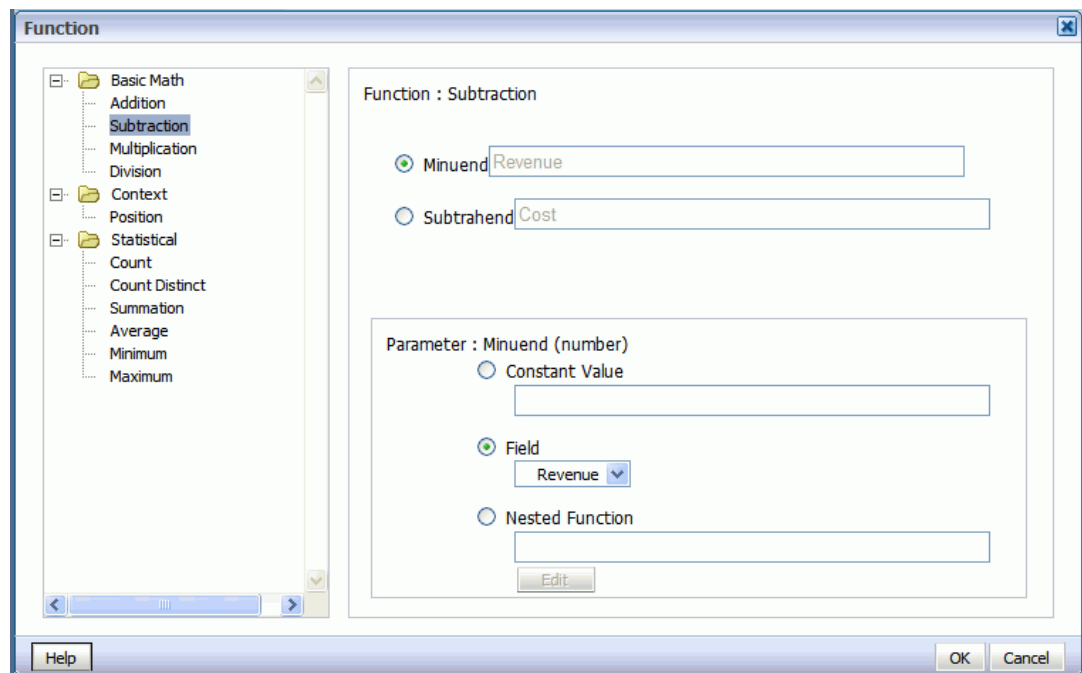 Function
Basic Math
Addition
Subtraction
Multiplication
Division
Context
Position
Statistical
Count
Count Distinct
Summation
Average
Minimum
Maximum
Function : Subtraction
Minuend Revenue
Subtrahend Cost
Parameter : Minuend (number)
Constant Value
Field
Revenue
Nested Function
Edit
Help
OK Cancel